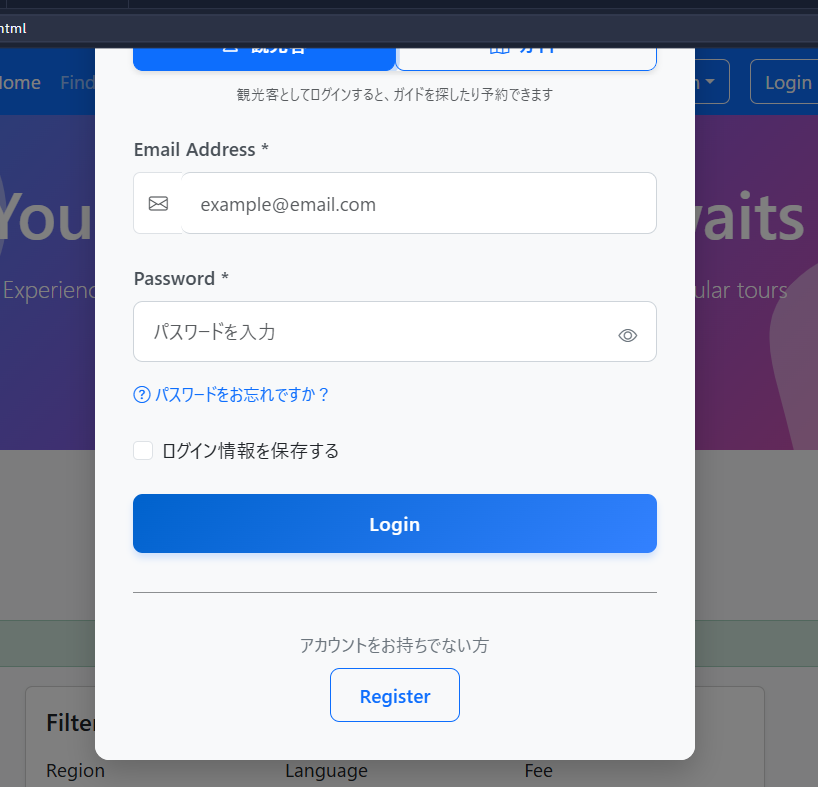 html
観光客
Home
Find
Login
観光客としてログインすると、ガイドを探したり予約できます
Email Address *
example@email.com
You
waits
Experienc
ular tours
Password *
パスワードを入力
パスワードをお忘れですか？
ログイン情報を保存する
Login
アカウントをお持ちでない方
Register
Filter
Region
Language
Fee